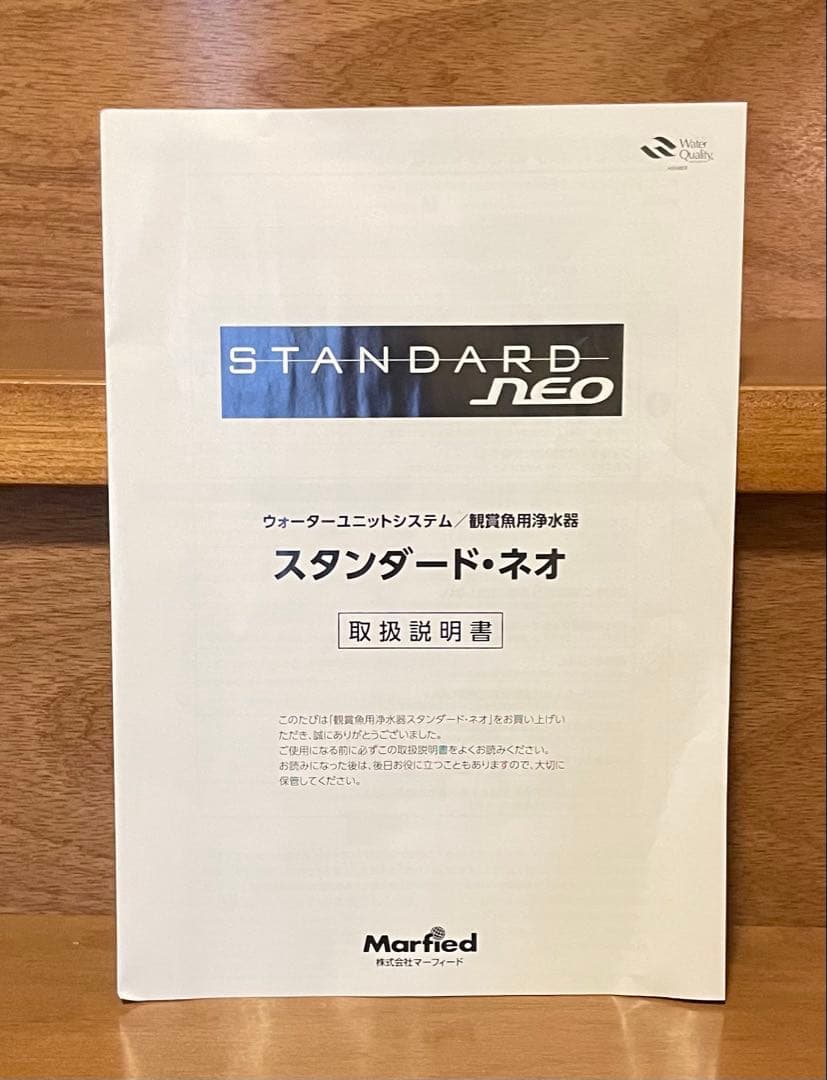 Water
Quality
MEMBER
STANDARD
NEO
ウォーターユニットシステム／観賞魚用浄水器
スタンダード・ネオ
取扱説明書
このたびは「観賞魚用浄水器スタンダード・ネオ」をお買い上げい
ただき、誠にありがとうございました。
ご使用になる前に必ずこの取扱説明書をよくお読みください。
お読みになった後は、後日お役に立つこともありますので、大切に
保管してください。
Marfied
株式会社マーフィード